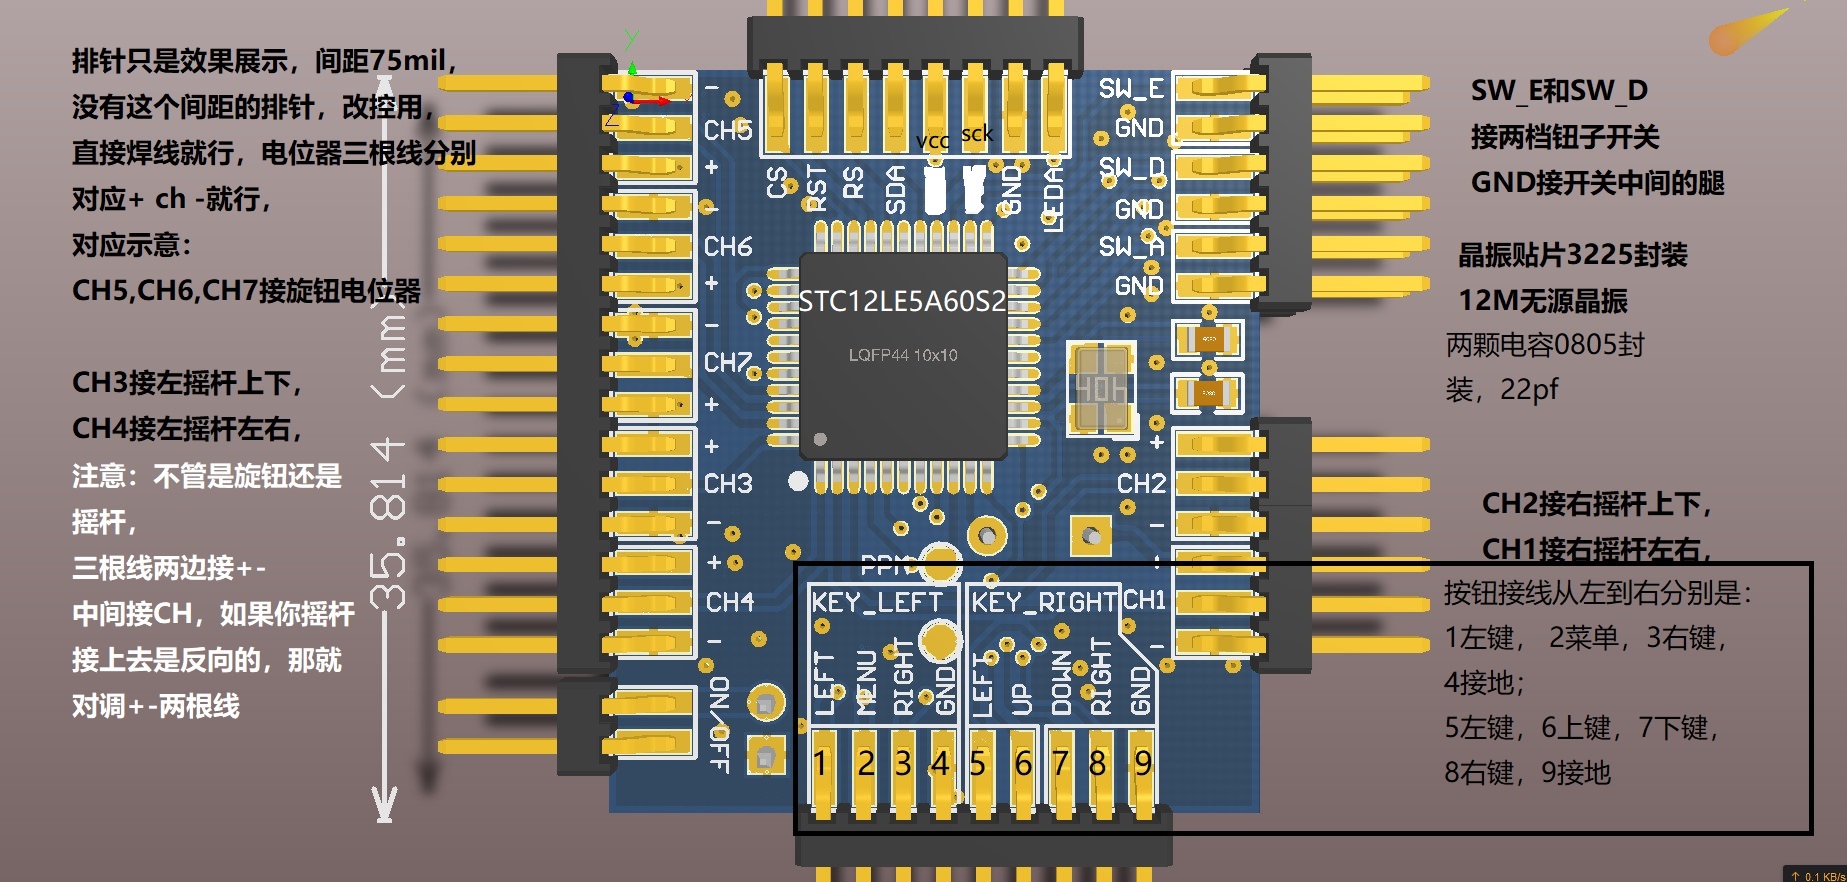 排针只是效果展示，间距75mil，
没有这个间距的排针，改控用，
直接焊线就行，电位器三根线分别
对应+ ch -就行，
对应示意：
CH5,CH6,CH7接旋钮电位器
CH3接左摇杆上下，
CH4接左摇杆左右，
注意：不管是旋钮还是
摇杆，
三根线两边接+-
中间接CH，如果你摇杆
接上去是反向的，那就
对调+-两根线
35.814 (mm)
Y
Z
-
CH5
+
-
CH6
+
-
CH7
+
+
CH3
-
+
CH4
-
ON/OFF
vcc
sck
CS
RST
RS
SDA
GND
LEDA
STC12LE5A60S2
LQFP44 10x10
SW_E
GND
SW_D
GND
SW_A
GND
+
CH2
-
CH1
-
PPM
KEY_LEFT
KEY_RIGHT
LEFT
MENU
RIGHT
GND
LEFT
UP
DOWN
RIGHT
GND
1 2 3 4 5 6 7 8 9
SW_E和SW_D
接两档钮子开关
GND接开关中间的腿
晶振贴片3225封装
12M无源晶振
两颗电容0805封
装，22pf
CH2接右摇杆上下，
CH1接右摇杆左右，
按钮接线从左到右分别是：
1左键， 2菜单，3右键，
4接地；
5左键，6上键，7下键，
8右键，9接地
↑ 0.1 KB/s